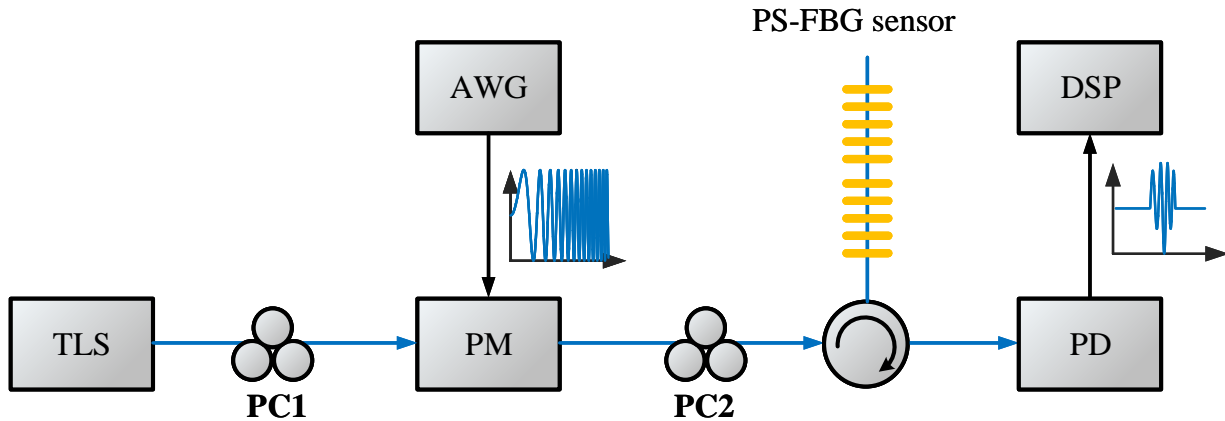 PS-FBG sensor
AWG
DSP
TLS
PM
PD
PC1
PC2